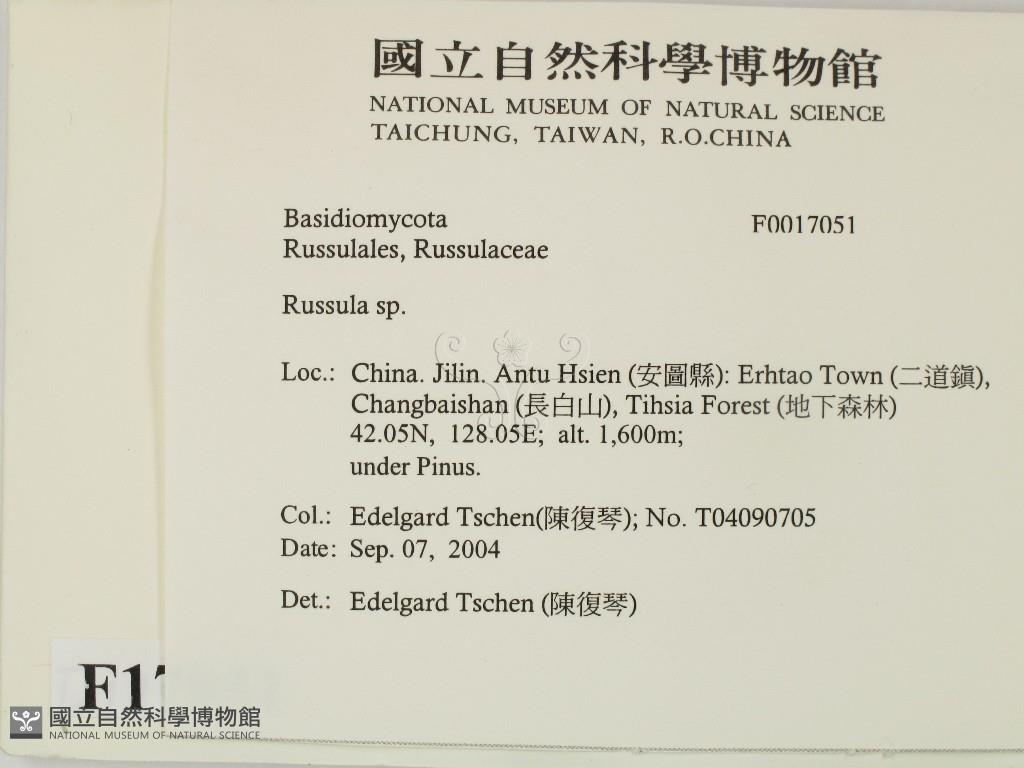 國立自然科學博物館
NATIONAL MUSEUM OF NATURAL SCIENCE
TAICHUNG, TAIWAN, R.O.CHINA
Basidiomycota F0017051
Russulales, Russulaceae
Russula sp.
Loc.: China. Jilin. Antu Hsien (安圖縣): Erhtao Town (二道鎮),
Changbaishan (長白山), Tihsia Forest (地下森林)
42.05N, 128.05E; alt. 1,600m;
under Pinus.
Col.: Edelgard Tschen(陳復琴); No. T04090705
Date: Sep. 07, 2004
Det.: Edelgard Tschen (陳復琴)
國立自然科學博物館
NATIONAL MUSEUM OF NATURAL SCIENCE